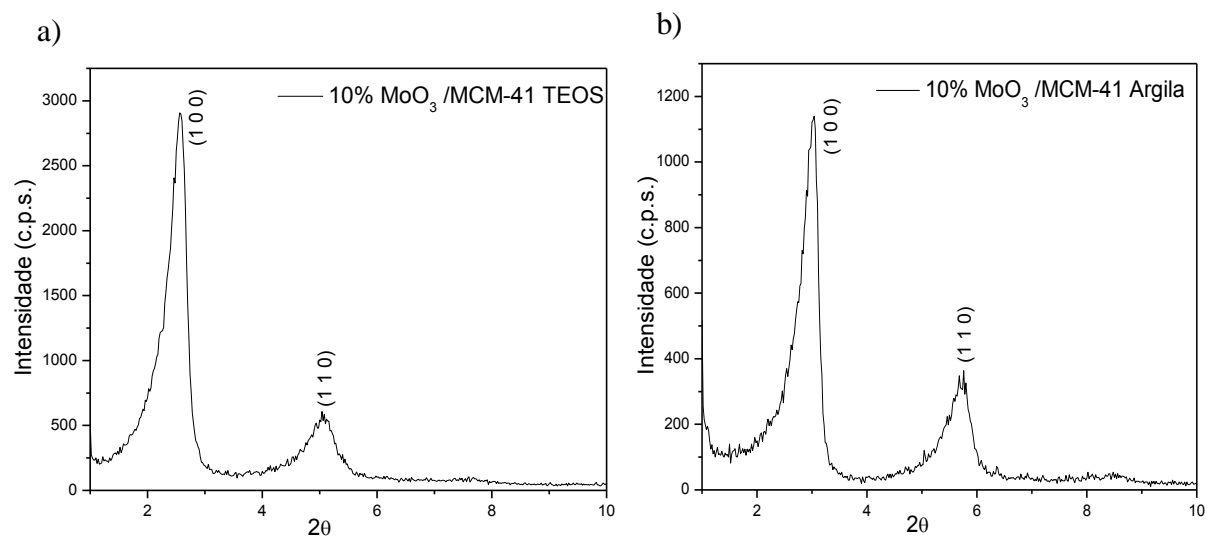 a)
10% MoO₃ /MCM-41 TEOS
(1 0 0)
(1 1 0)
Intensidade (c.p.s.)
3000
2500
2000
1500
1000
500
0
2 4 6 8 10
2θ
b)
10% MoO₃ /MCM-41 Argila
(1 0 0)
(1 1 0)
Intensidade (c.p.s.)
1200
1000
800
600
400
200
0
2 4 6 8 10
2θ